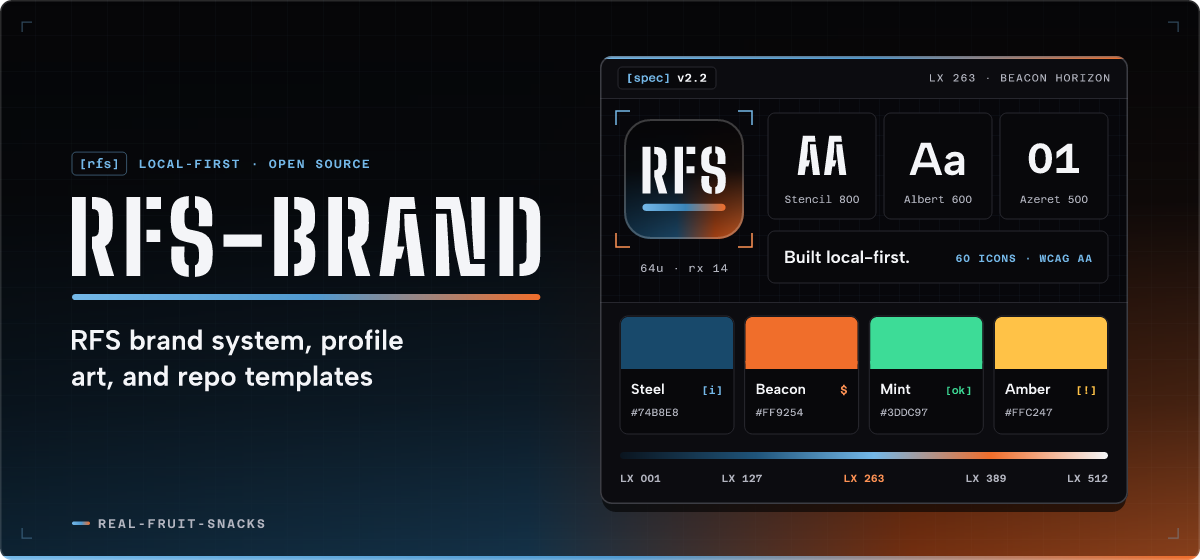 [rfs] LOCAL-FIRST · OPEN SOURCE
RFS-BRAND
RFS brand system, profile
art, and repo templates
REAL-FRUIT-SNACKS
[spec] v2.2
LX 263 · BEACON HORIZON
RFS
64u · rx 14
AA
Stencil 800
Aa
Albert 600
01
Azeret 500
Built local-first.
60 ICONS · WCAG AA
Steel [i]
#74B8E8
Beacon $
#FF9254
Mint [ok]
#3DDC97
Amber [!]
#FFC247
LX 001
LX 127
LX 263
LX 389
LX 512